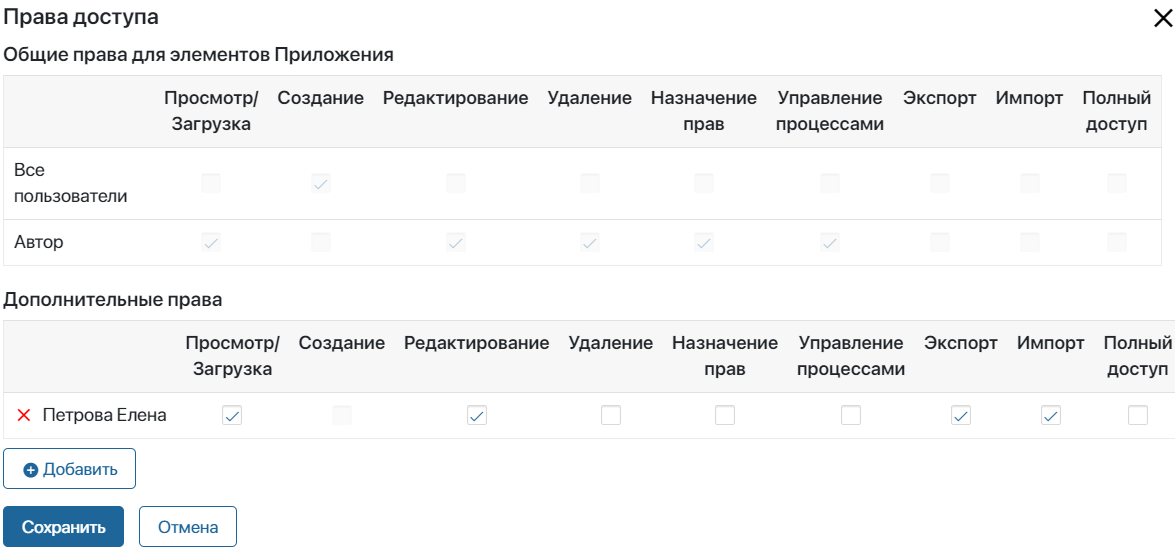 Права доступа
Общие права для элементов Приложения
Просмотр/ Создание Редактирование Удаление Назначение Управление Экспорт Импорт Полный
Загрузка прав процессами доступ
Все
пользователи
Автор
Дополнительные права
Просмотр/ Создание Редактирование Удаление Назначение Управление Экспорт Импорт Полный
Загрузка прав процессами доступ
Петрова Елена
Добавить
Сохранить Отмена